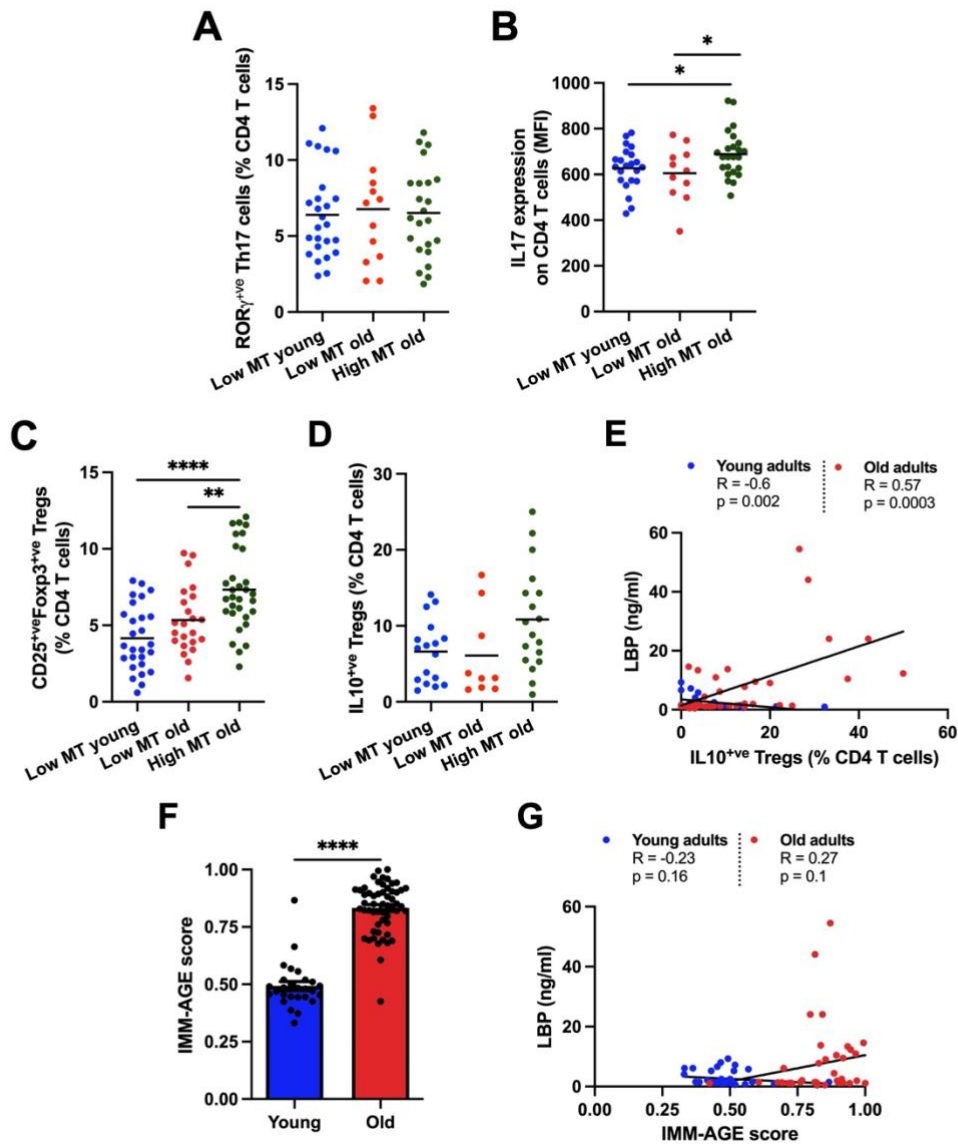 A
RORγ+ve Th17 cells (% CD4 T cells)
15
10
5
0
Low MT young
Low MT old
High MT old
B
IL17 expression
on CD4 T cells (MFI)
*
*
1000
800
600
400
200
0
Low MT young
Low MT old
High MT old
C
CD25+veFoxp3+ve Tregs
(% CD4 T cells)
****
**
15
10
5
0
Low MT young
Low MT old
High MT old
D
IL10+ve Tregs (% CD4 T cells)
30
20
10
0
Low MT young
Low MT old
High MT old
E
Young adults
R = -0.6
p = 0.002
Old adults
R = 0.57
p = 0.0003
LBP (ng/ml)
60
40
20
0
0 20 40 60
IL10+ve Tregs (% CD4 T cells)
F
IMM-AGE score
****
1.00
0.75
0.50
0.25
0.00
Young Old
G
Young adults
R = -0.23
p = 0.16
Old adults
R = 0.27
p = 0.1
LBP (ng/ml)
60
40
20
0
0.00 0.25 0.50 0.75 1.00
IMM-AGE score